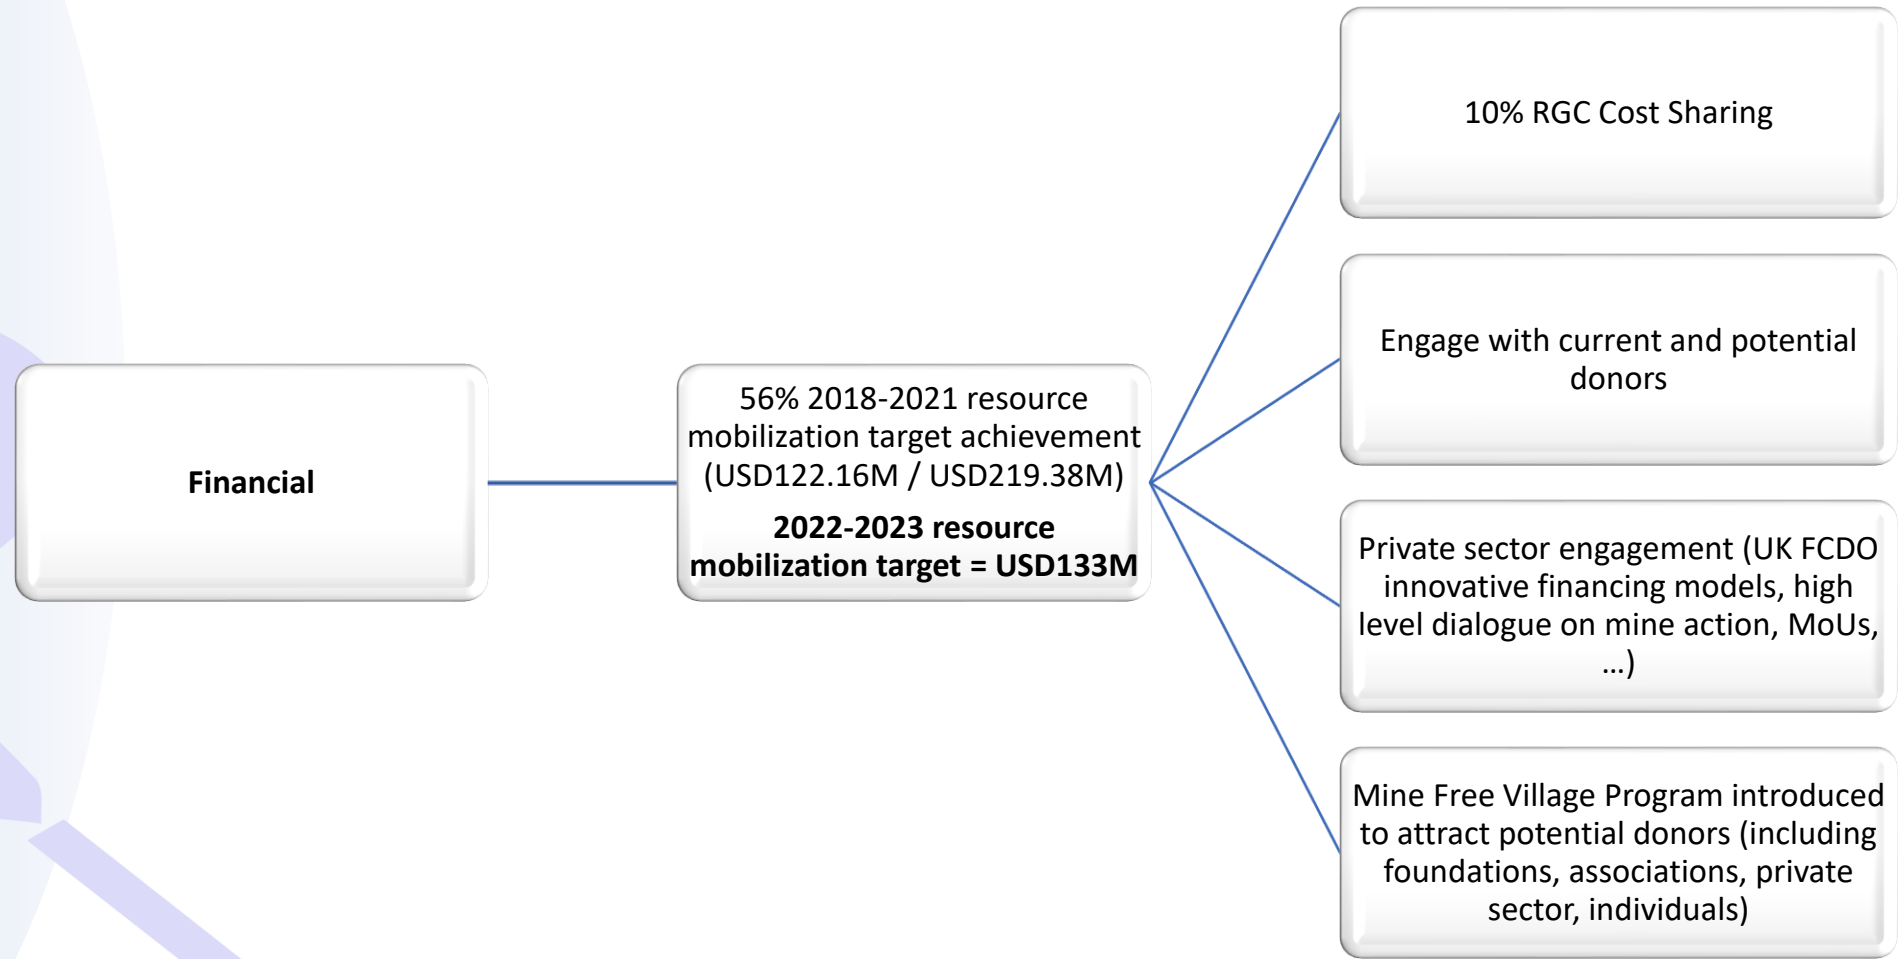 Financial
56% 2018-2021 resource
mobilization target achievement
(USD122.16M / USD219.38M)
2022-2023 resource
mobilization target = USD133M
10% RGC Cost Sharing
Engage with current and potential
donors
Private sector engagement (UK FCDO
innovative financing models, high
level dialogue on mine action, MoUs,
...)
Mine Free Village Program introduced
to attract potential donors (including
foundations, associations, private
sector, individuals)